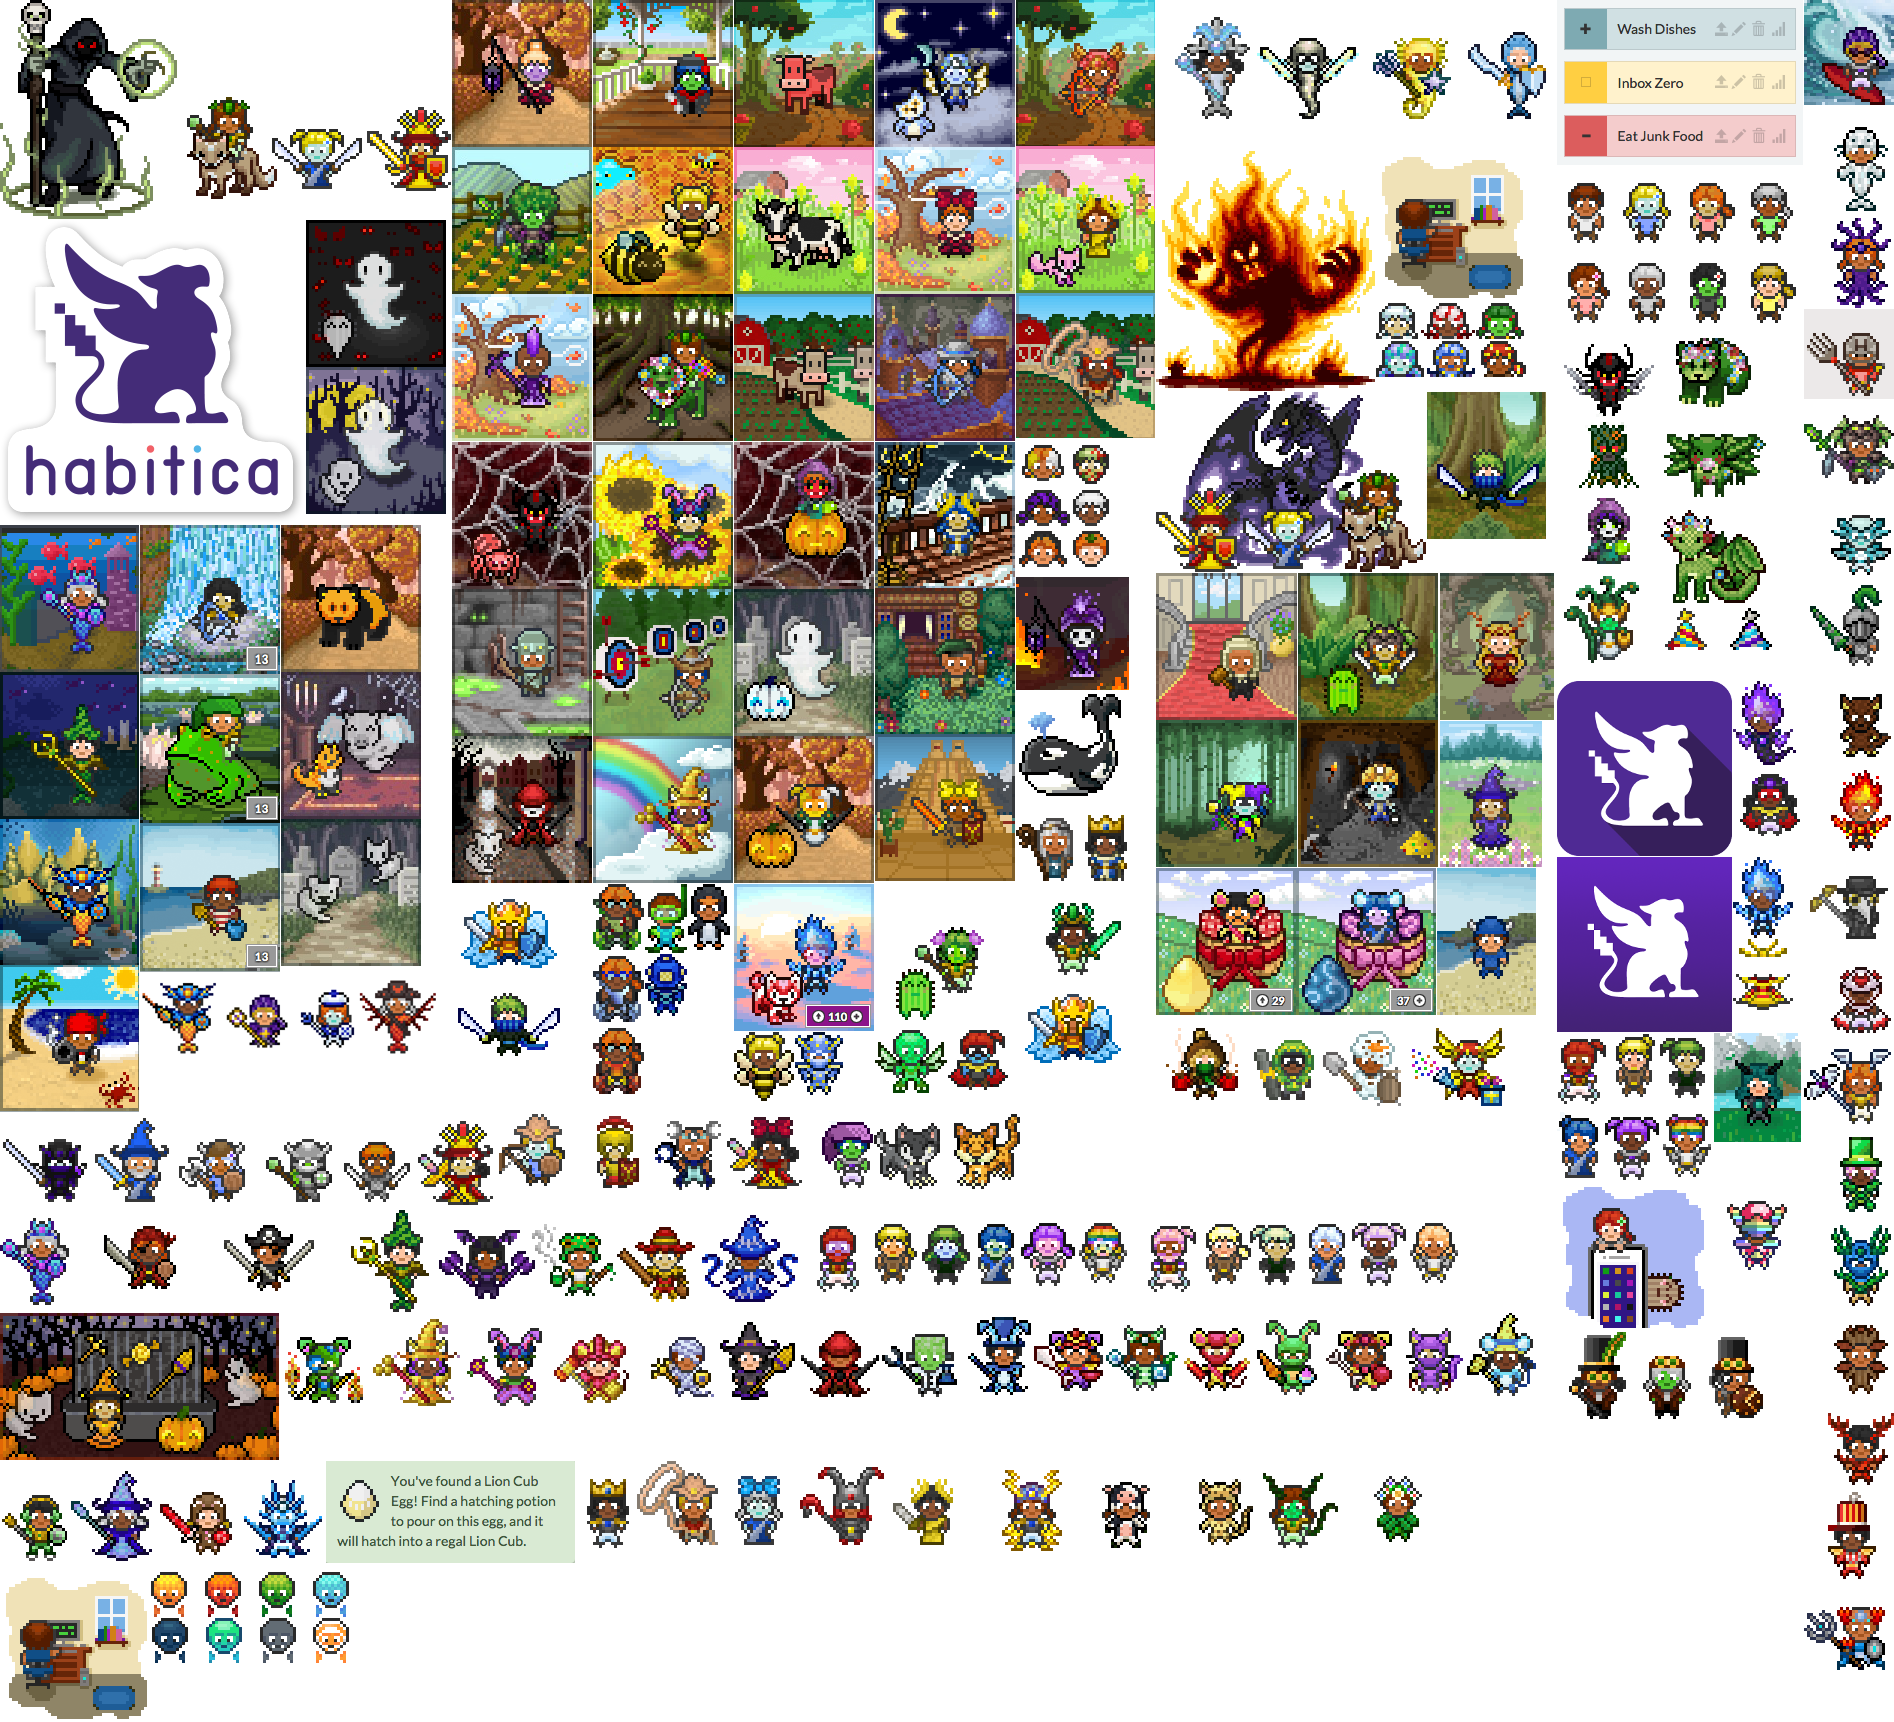 Wash Dishes
Inbox Zero
Eat Junk Food
habitica
13
13
13
110
29
37
You've found a Lion Cub
Egg! Find a hatching potion
to pour on this egg, and it
will hatch into a regal Lion Cub.